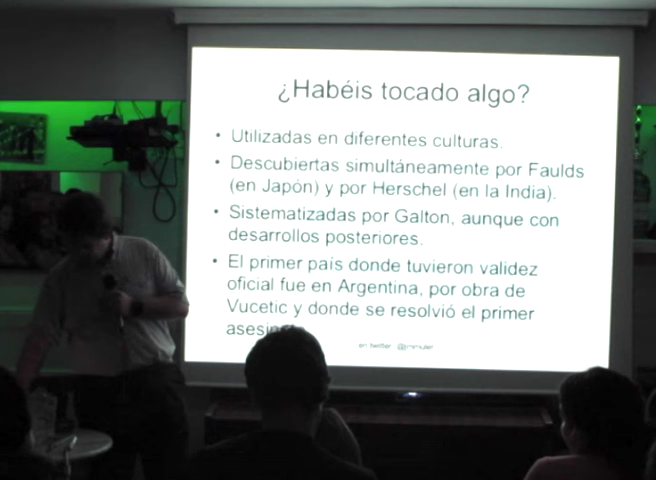 ¿Habéis tocado algo?
• Utilizadas en diferentes culturas.
• Descubiertas simultáneamente por Faulds
(en Japón) y por Herschel (en la India).
• Sistematizadas por Galton, aunque con
desarrollos posteriores.
• El primer país donde tuvieron validez
oficial fue en Argentina, por obra de
Vucetic y donde se resolvió el primer
en twitter